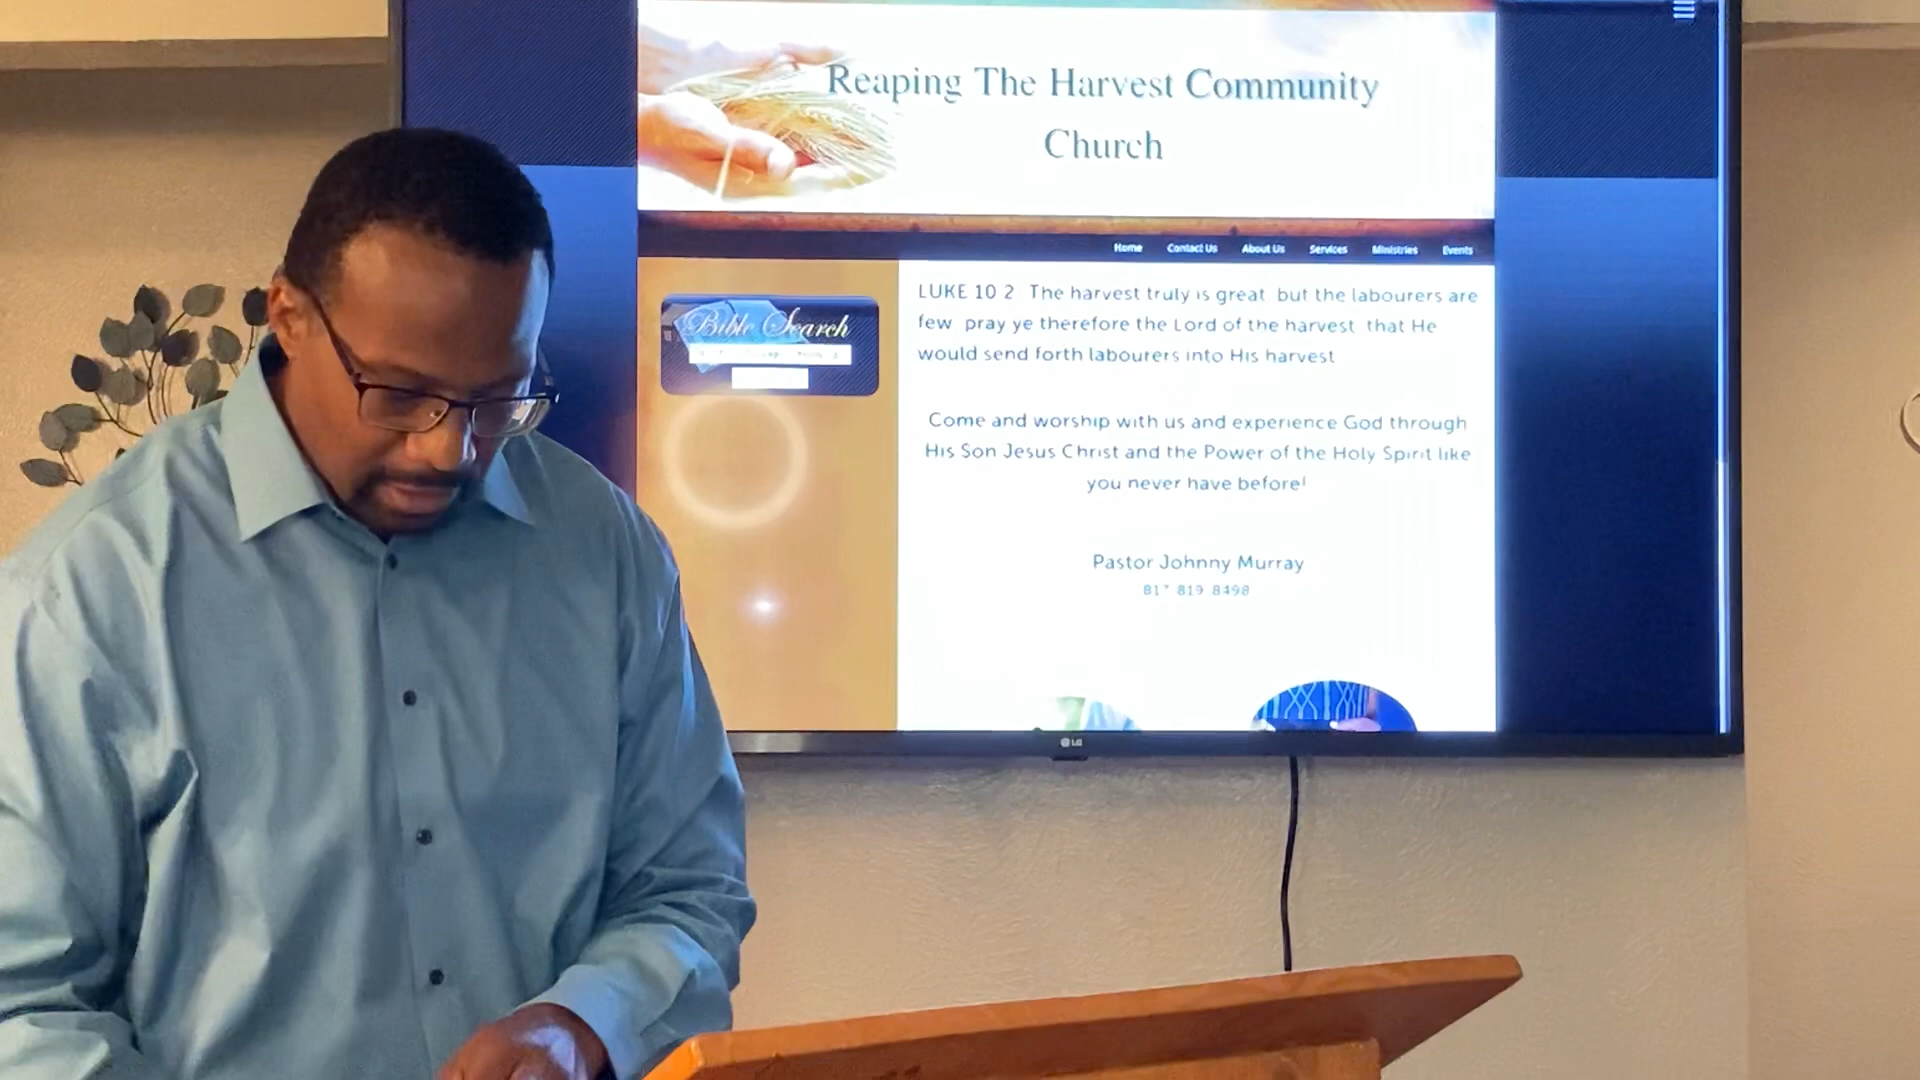 Reaping The Harvest Community
Church
Home Contact Us About Us Services Ministries Events
Bible Search
LUKE 10 2 The harvest truly is great but the labourers are
few pray ye therefore the Lord of the harvest that He
would send forth labourers into His harvest
Come and worship with us and experience God through
His Son Jesus Christ and the Power of the Holy Spirit like
you never have before!
Pastor Johnny Murray
819 8498
LG